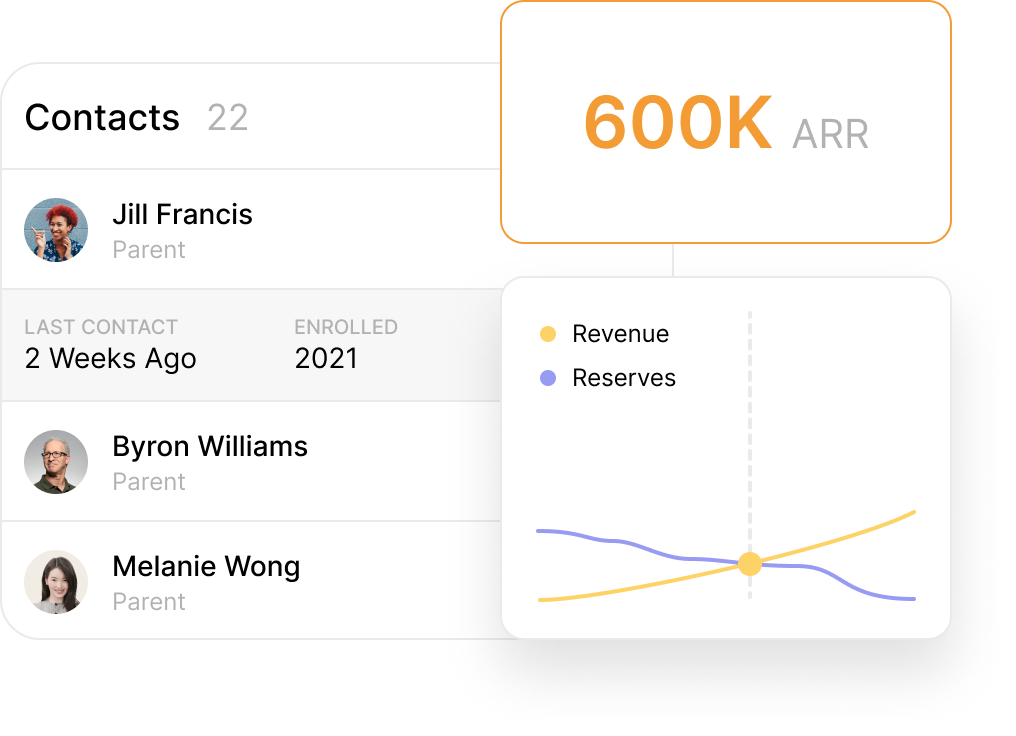 Contacts 22
Jill Francis
Parent
LAST CONTACT ENROLLED
2 Weeks Ago 2021
Byron Williams
Parent
Melanie Wong
Parent
600K ARR
Revenue
Reserves